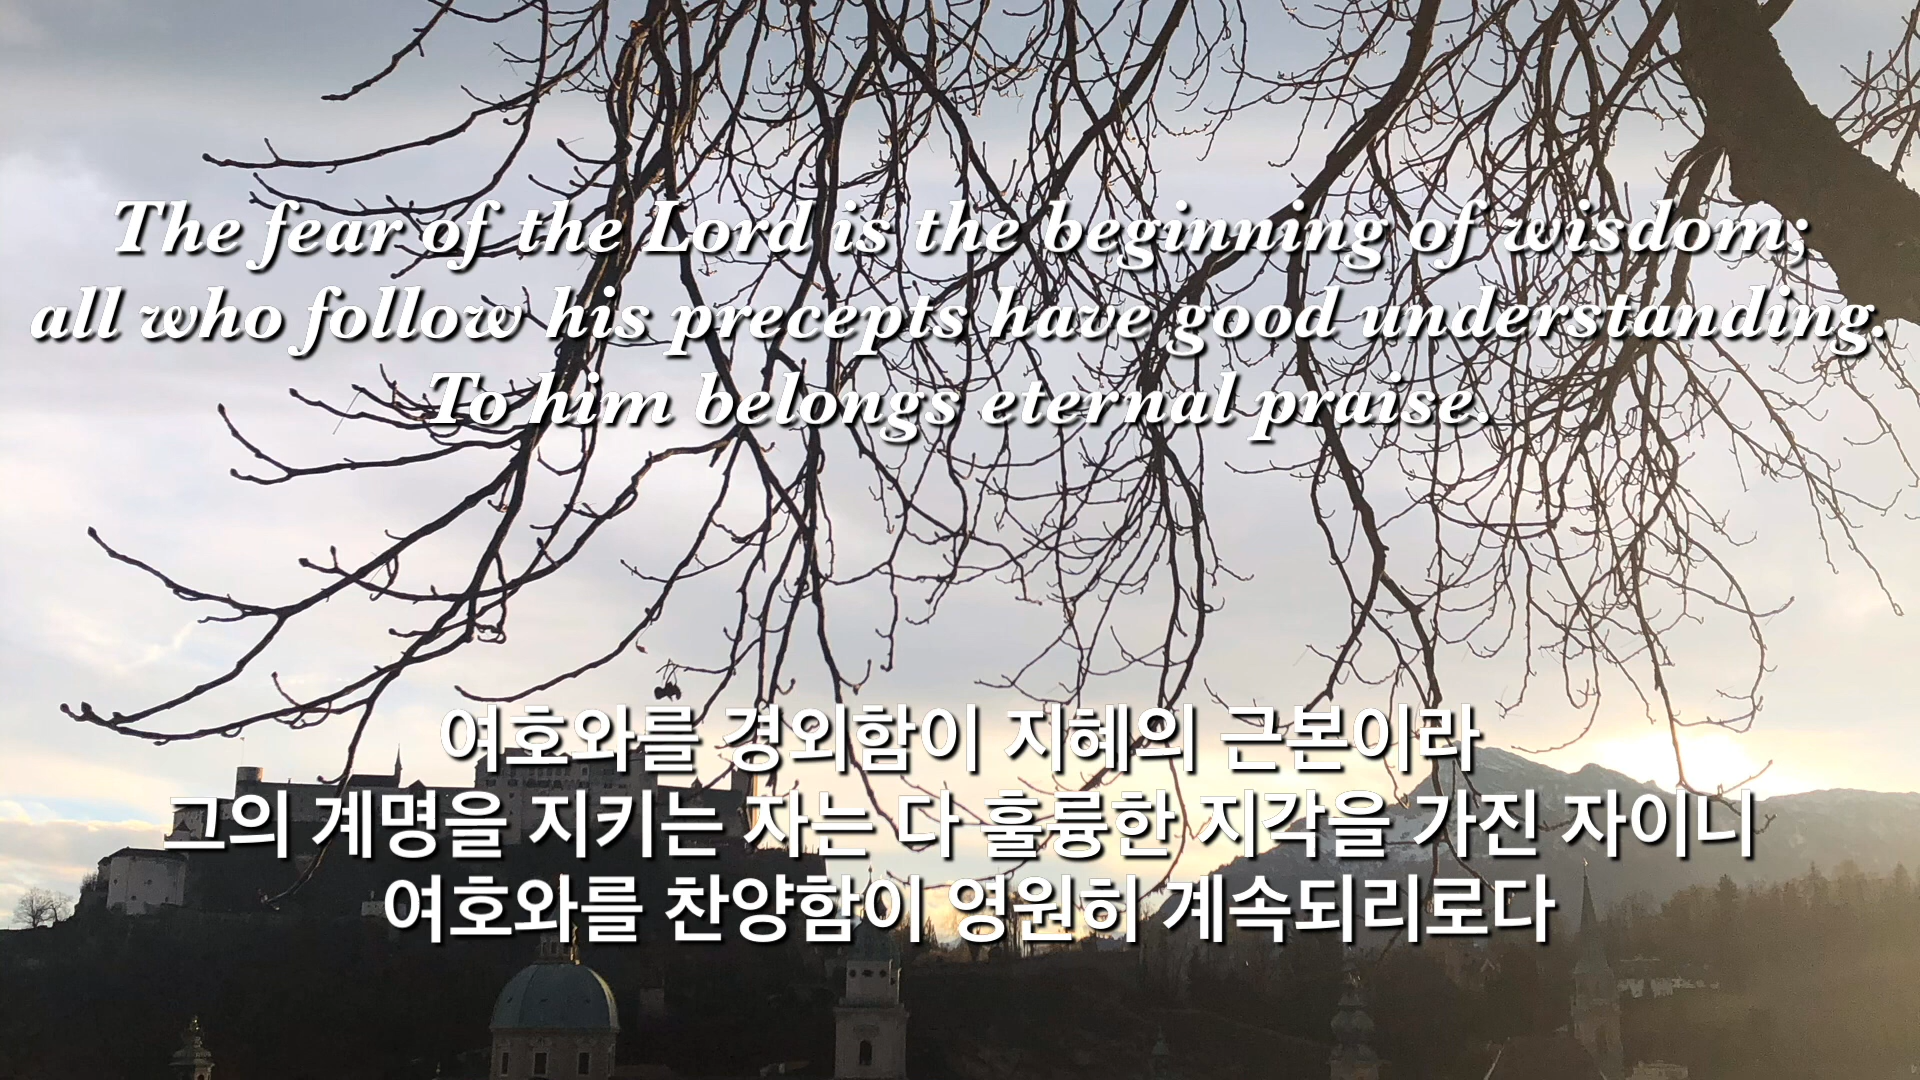 The fear of the Lord is the beginning of wisdom;
all who follow his precepts have good understanding.
To him belongs eternal praise.
여호와를 경외함이 지혜의 근본이라
그의 계명을 지키는 자는 다 훌륭한 지각을 가진 자이니
여호와를 찬양함이 영원히 계속되리로다